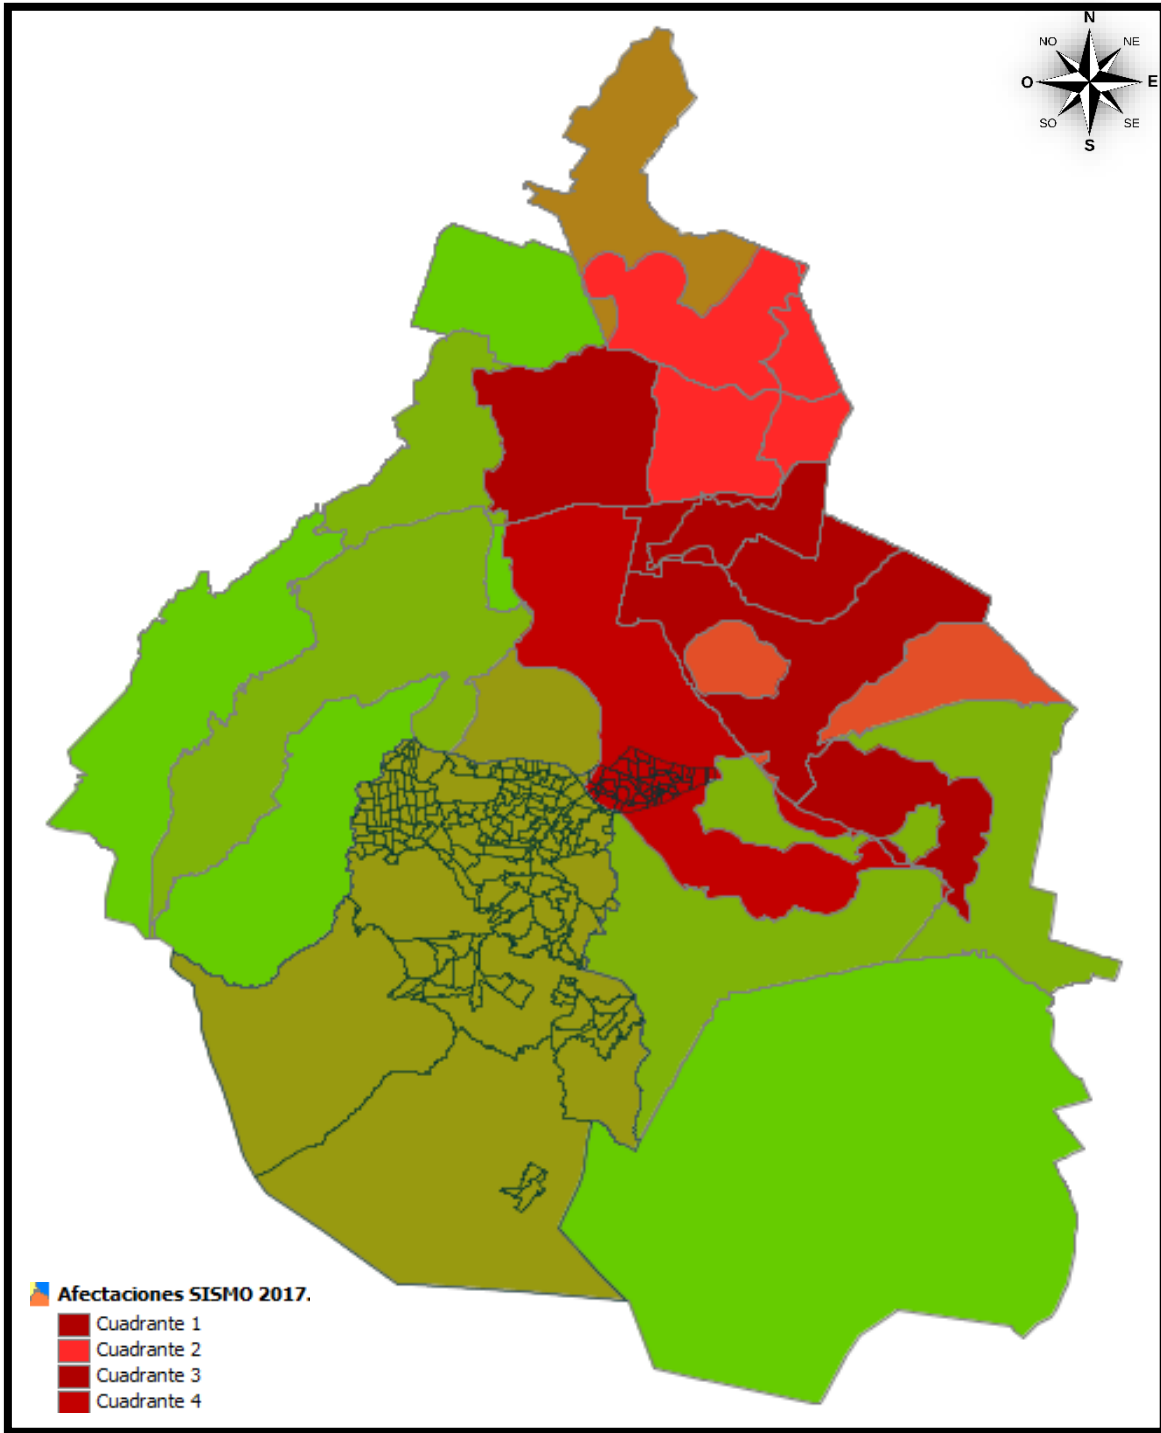 N
NO NE
O E
SO SE
S
Afectaciones SISMO 2017.
Cuadrante 1
Cuadrante 2
Cuadrante 3
Cuadrante 4